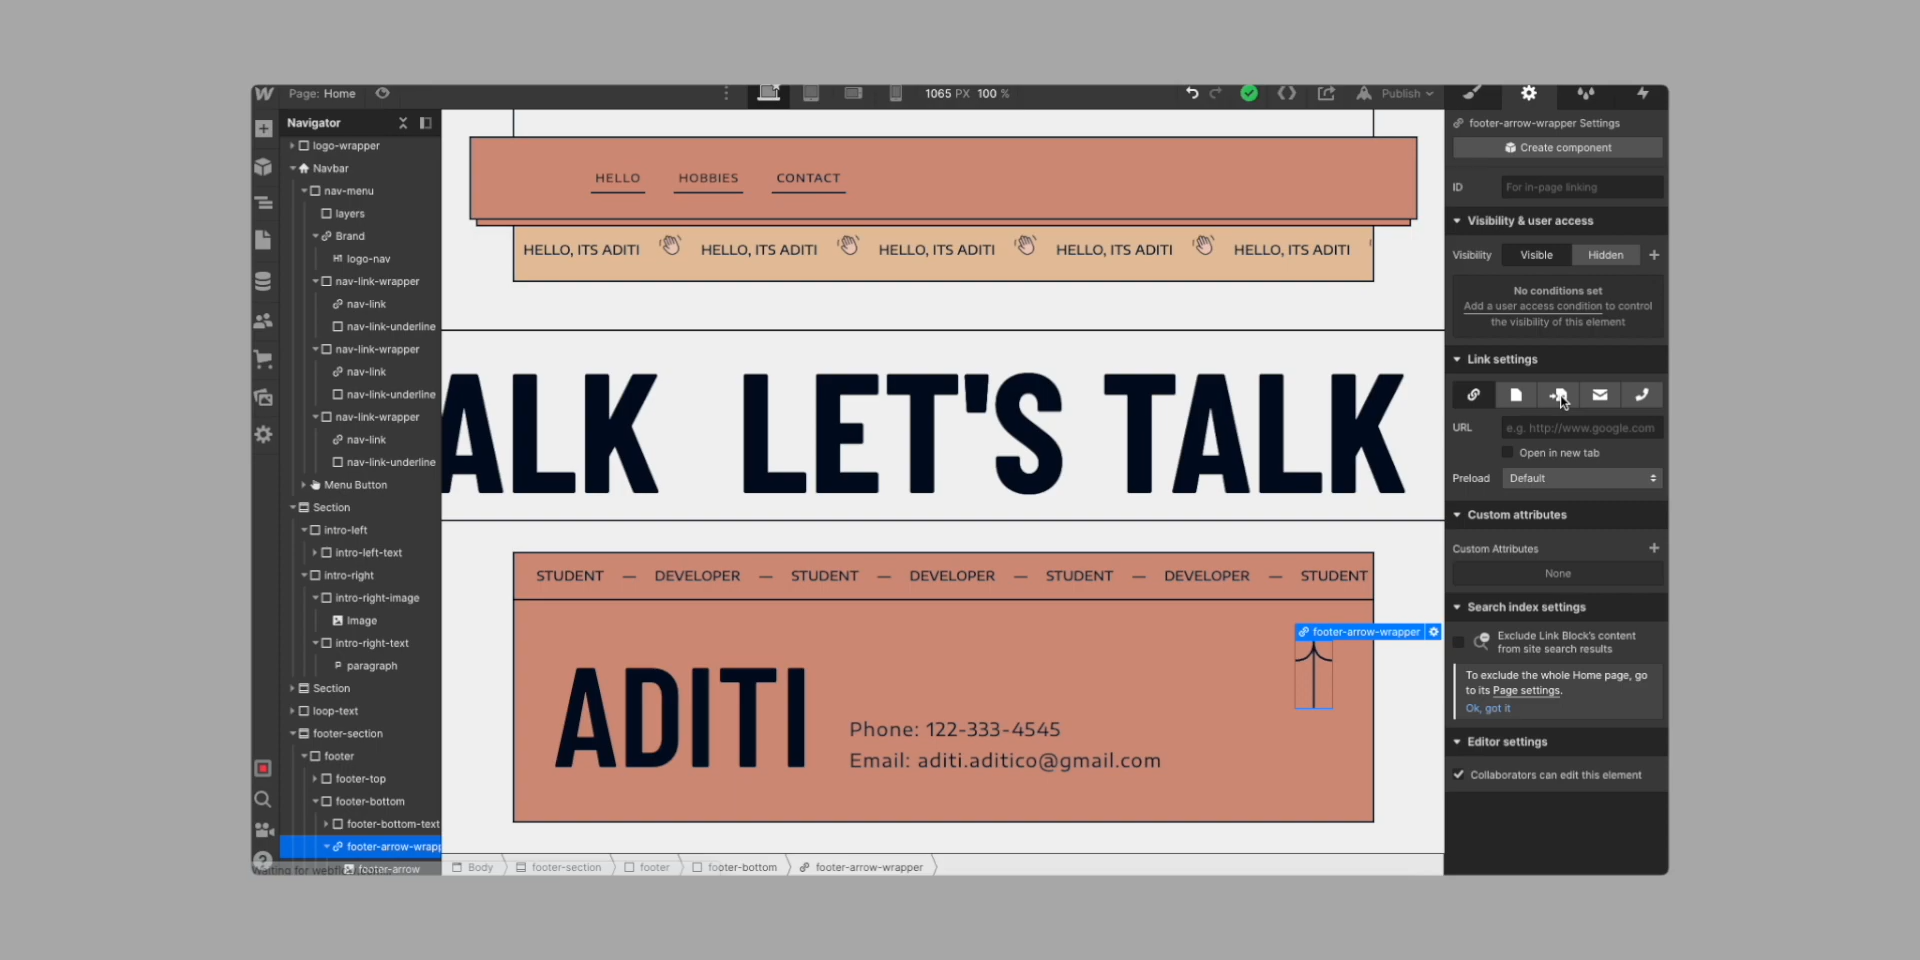 Page: Home
1065 PX 100 %
Publish
Navigator
logo-wrapper
Navbar
nav-menu
layers
Brand
H1 logo-nav
nav-link-wrapper
nav-link
nav-link-underline
nav-link-wrapper
nav-link
nav-link-underline
nav-link-wrapper
nav-link
nav-link-underline
Menu Button
Section
intro-left
intro-left-text
intro-right
intro-right-image
Image
intro-right-text
P paragraph
Section
loop-text
footer-section
footer
footer-top
footer-bottom
footer-bottom-text
footer-arrow-wrapp
footer-arrow
Waiting for
HELLO HOBBIES CONTACT
HELLO, ITS ADITI HELLO, ITS ADITI HELLO, ITS ADITI HELLO, ITS ADITI HELLO, ITS ADITI
ALK LET'S TALK
STUDENT — DEVELOPER — STUDENT — DEVELOPER — STUDENT — DEVELOPER — STUDENT
footer-arrow-wrapper
ADITI
Phone: 122-333-4545
Email: aditi.aditico@gmail.com
Body footer-section footer footer-bottom footer-arrow-wrapper
footer-arrow-wrapper Settings
Create component
ID For in-page linking
Visibility & user access
Visibility Visible Hidden
No conditions set
Add a user access condition to control
the visibility of this element
Link settings
URL e.g. http://www.google.com
Open in new tab
Preload Default
Custom attributes
Custom Attributes
None
Search index settings
Exclude Link Block's content
from site search results
To exclude the whole Home page, go
to its Page settings.
Ok, got it
Editor settings
Collaborators can edit this element